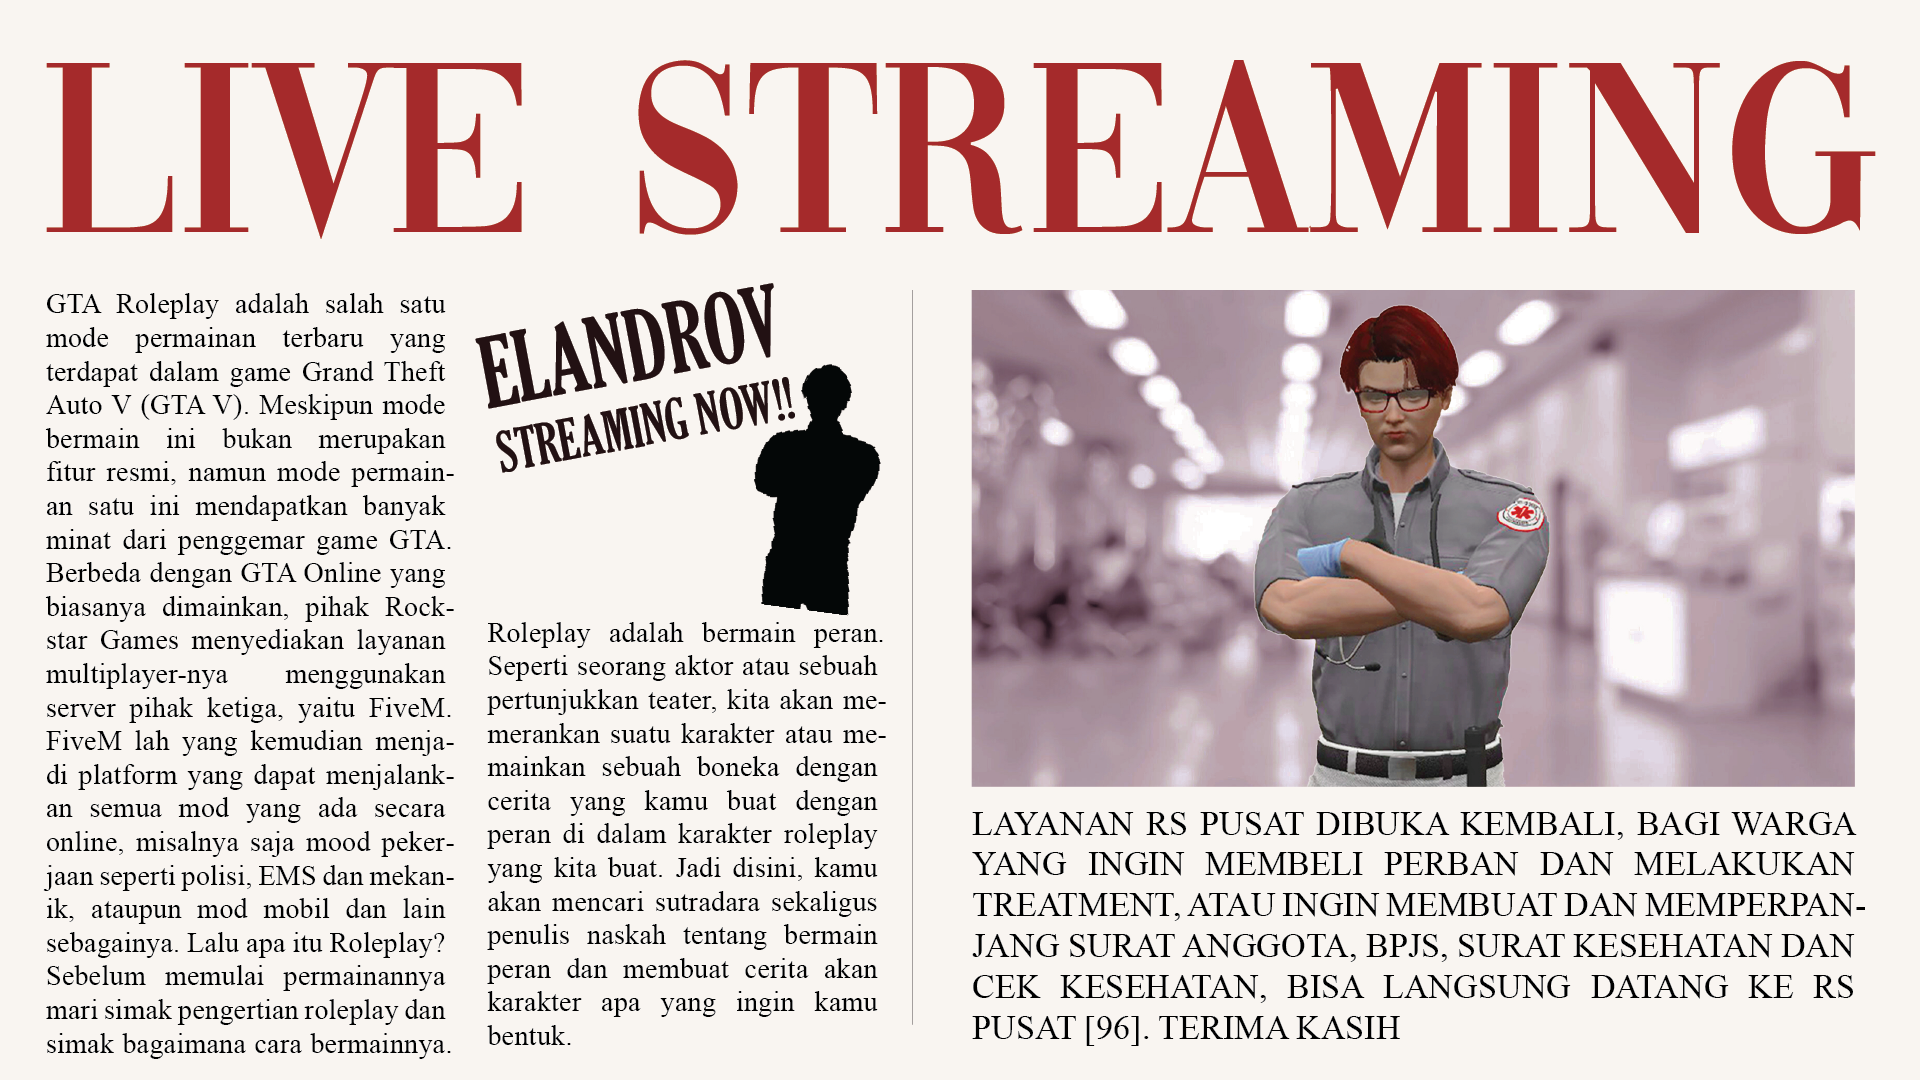 LIVE STREAMING
GTA Roleplay adalah salah satu
mode permainan terbaru yang
terdapat dalam game Grand Theft
Auto V (GTA V). Meskipun mode
bermain ini bukan merupakan
fitur resmi, namun mode permain-
an satu ini mendapatkan banyak
minat dari penggemar game GTA.
Berbeda dengan GTA Online yang
biasanya dimainkan, pihak Rock-
star Games menyediakan layanan
multiplayer-nya menggunakan
server pihak ketiga, yaitu FiveM.
FiveM lah yang kemudian menja-
di platform yang dapat menjalank-
an semua mod yang ada secara
online, misalnya saja mood peker-
jaan seperti polisi, EMS dan mekan-
ik, ataupun mod mobil dan lain
sebagainya. Lalu apa itu Roleplay?
Sebelum memulai permainannya
mari simak pengertian roleplay dan
simak bagaimana cara bermainnya.
ELANDROV
STREAMING NOW!!
Roleplay adalah bermain peran.
Seperti seorang aktor atau sebuah
pertunjukkan teater, kita akan me-
merankan suatu karakter atau me-
mainkan sebuah boneka dengan
cerita yang kamu buat dengan
peran di dalam karakter roleplay
yang kita buat. Jadi disini, kamu
akan mencari sutradara sekaligus
penulis naskah tentang bermain
peran dan membuat cerita akan
karakter apa yang ingin kamu
bentuk.
LAYANAN RS PUSAT DIBUKA KEMBALI, BAGI WARGA
YANG INGIN MEMBELI PERBAN DAN MELAKUKAN
TREATMENT, ATAU INGIN MEMBUAT DAN MEMPERPAN-
JANG SURAT ANGGOTA, BPJS, SURAT KESEHATAN DAN
CEK KESEHATAN, BISA LANGSUNG DATANG KE RS
PUSAT [96]. TERIMA KASIH